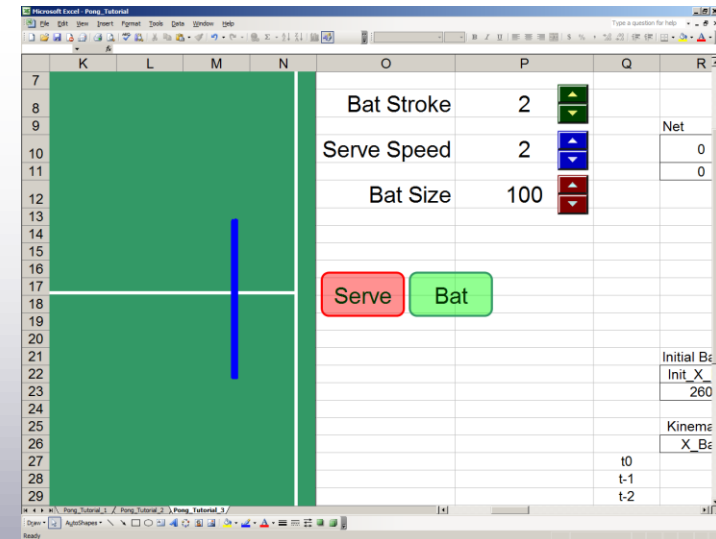 Microsoft Excel - Pong_Tutorial
File Edit View Insert Format Tools Data Window Help
Type a question for help
fx
K L M N O P Q R
7
8 Bat Stroke 2
9 Net
10 Serve Speed 2 0
11 0
12 Bat Size 100
13
14
15
16
17 Serve Bat
18
19
20
21 Initial Ba
22 Init_X_
23 260
24
25 Kinema
26 X_Ba
27 t0
28 t-1
29 t-2
Pong_Tutorial_1 / Pong_Tutorial_2 \ Pong_Tutorial_3 /
Draw AutoShapes
Ready